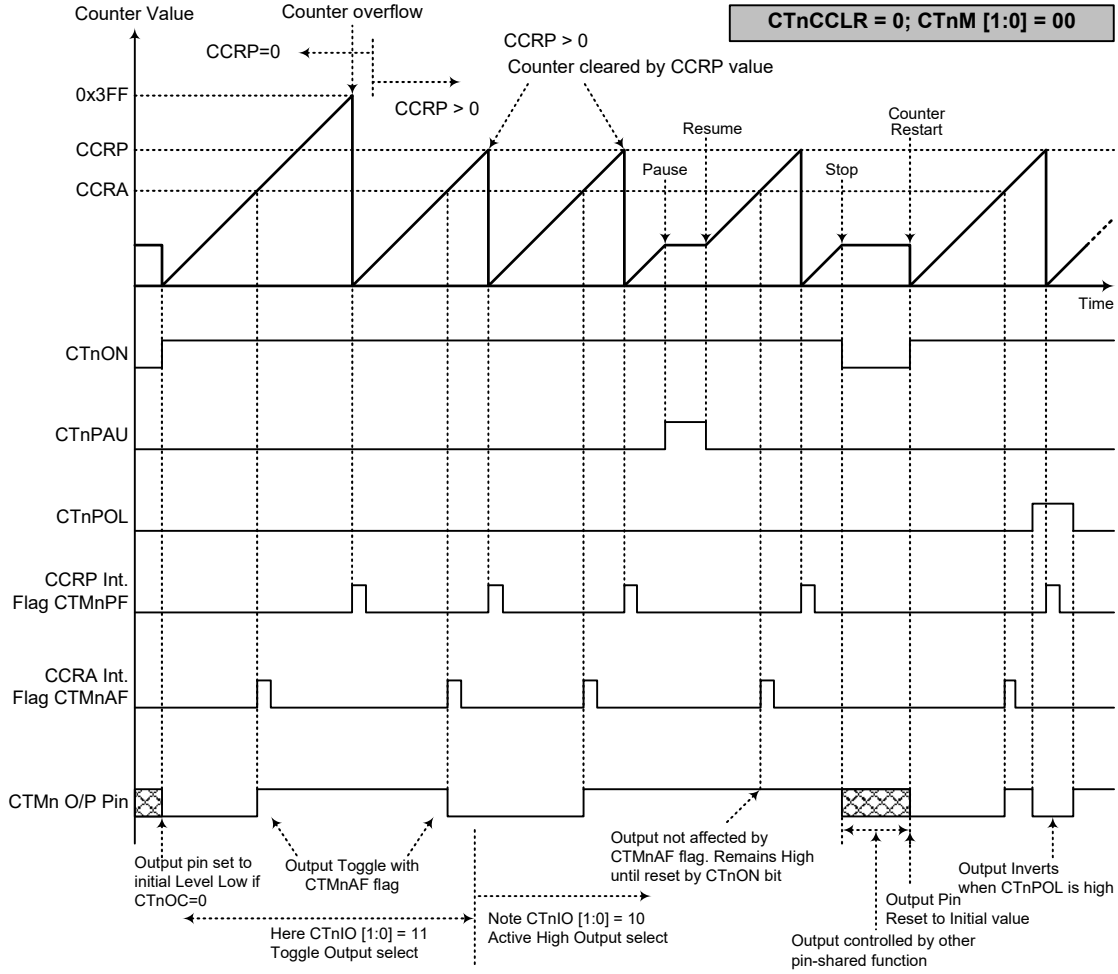 Counter Value
Counter overflow
CTnCCLR = 0; CTnM [1:0] = 00
CCRP=0
CCRP > 0
CCRP > 0
Counter cleared by CCRP value
0x3FF
CCRP
CCRA
Pause
Resume
Stop
Counter
Restart
Time
CTnON
CTnPAU
CTnPOL
CCRP Int.
Flag CTMnPF
CCRA Int.
Flag CTMnAF
CTMn O/P Pin
Output pin set to
initial Level Low if
CTnOC=0
Output Toggle with
CTMnAF flag
Here CTnIO [1:0] = 11
Toggle Output select
Note CTnIO [1:0] = 10
Active High Output select
Output not affected by
CTMnAF flag. Remains High
until reset by CTnON bit
Output controlled by other
pin-shared function
Output Pin
Reset to Initial value
Output Inverts
when CTnPOL is high